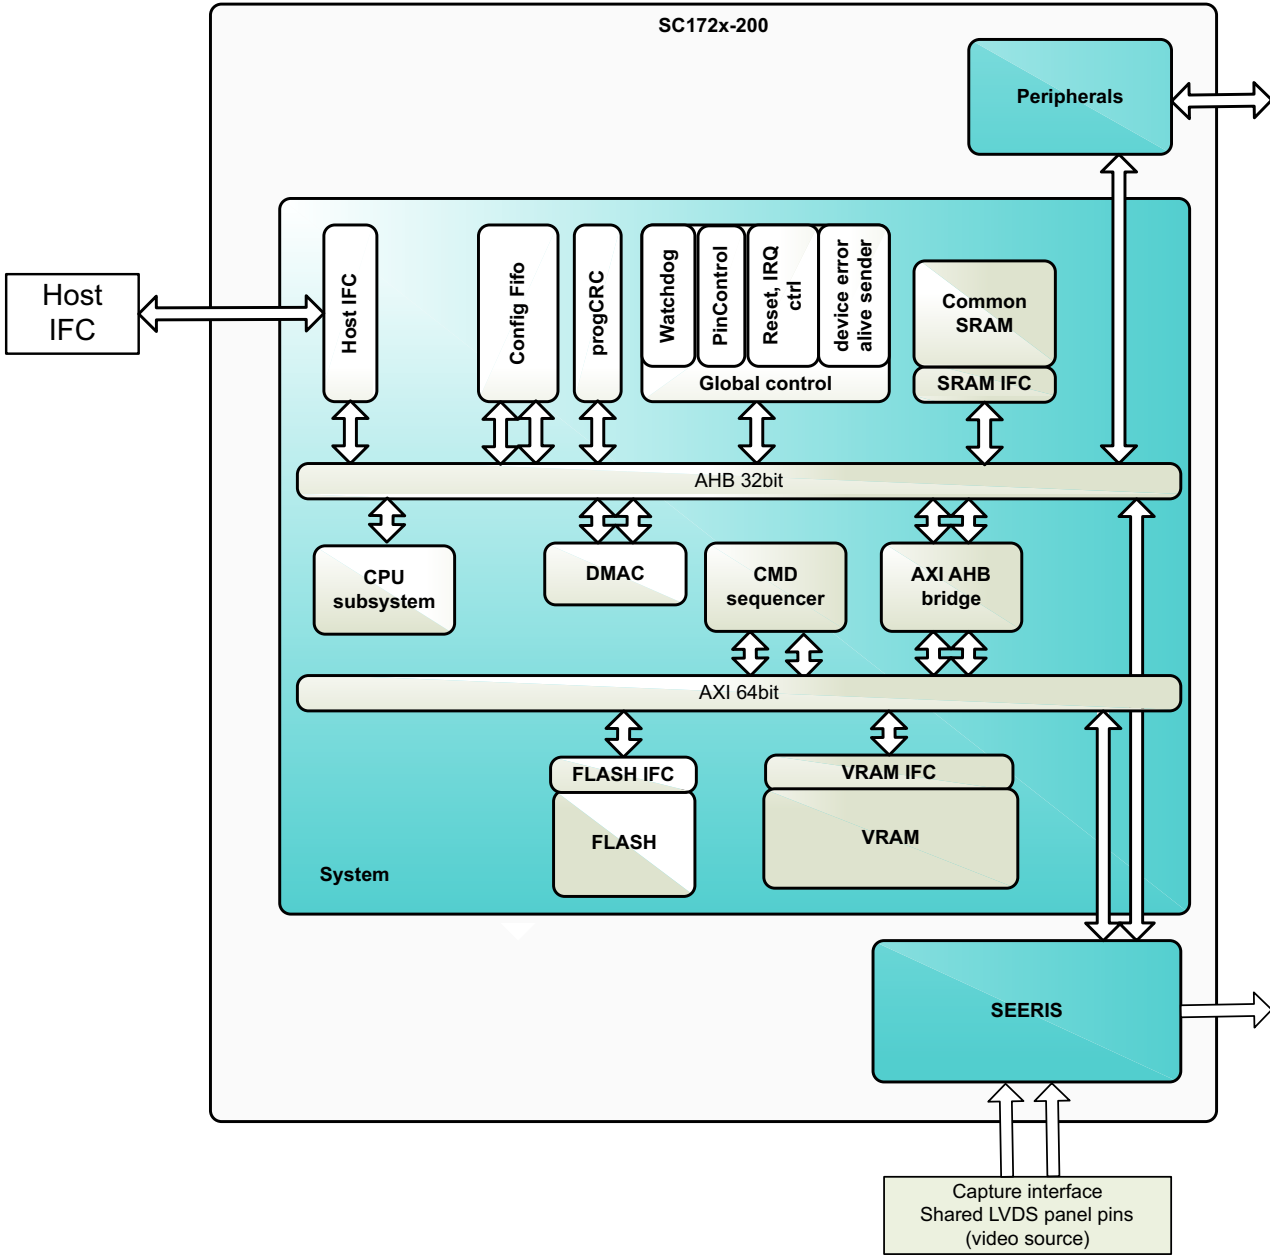 SC172x-200
Peripherals
Host
IFC
Host IFC
Config Fifo
progCRC
Watchdog
PinControl
Reset, IRQ
ctrl
device error
alive sender
Global control
Common
SRAM
SRAM IFC
AHB 32bit
CPU
subsystem
DMAC
CMD
sequencer
AXI AHB
bridge
AXI 64bit
FLASH IFC
FLASH
VRAM IFC
VRAM
System
SEERIS
Capture interface
Shared LVDS panel pins
(video source)